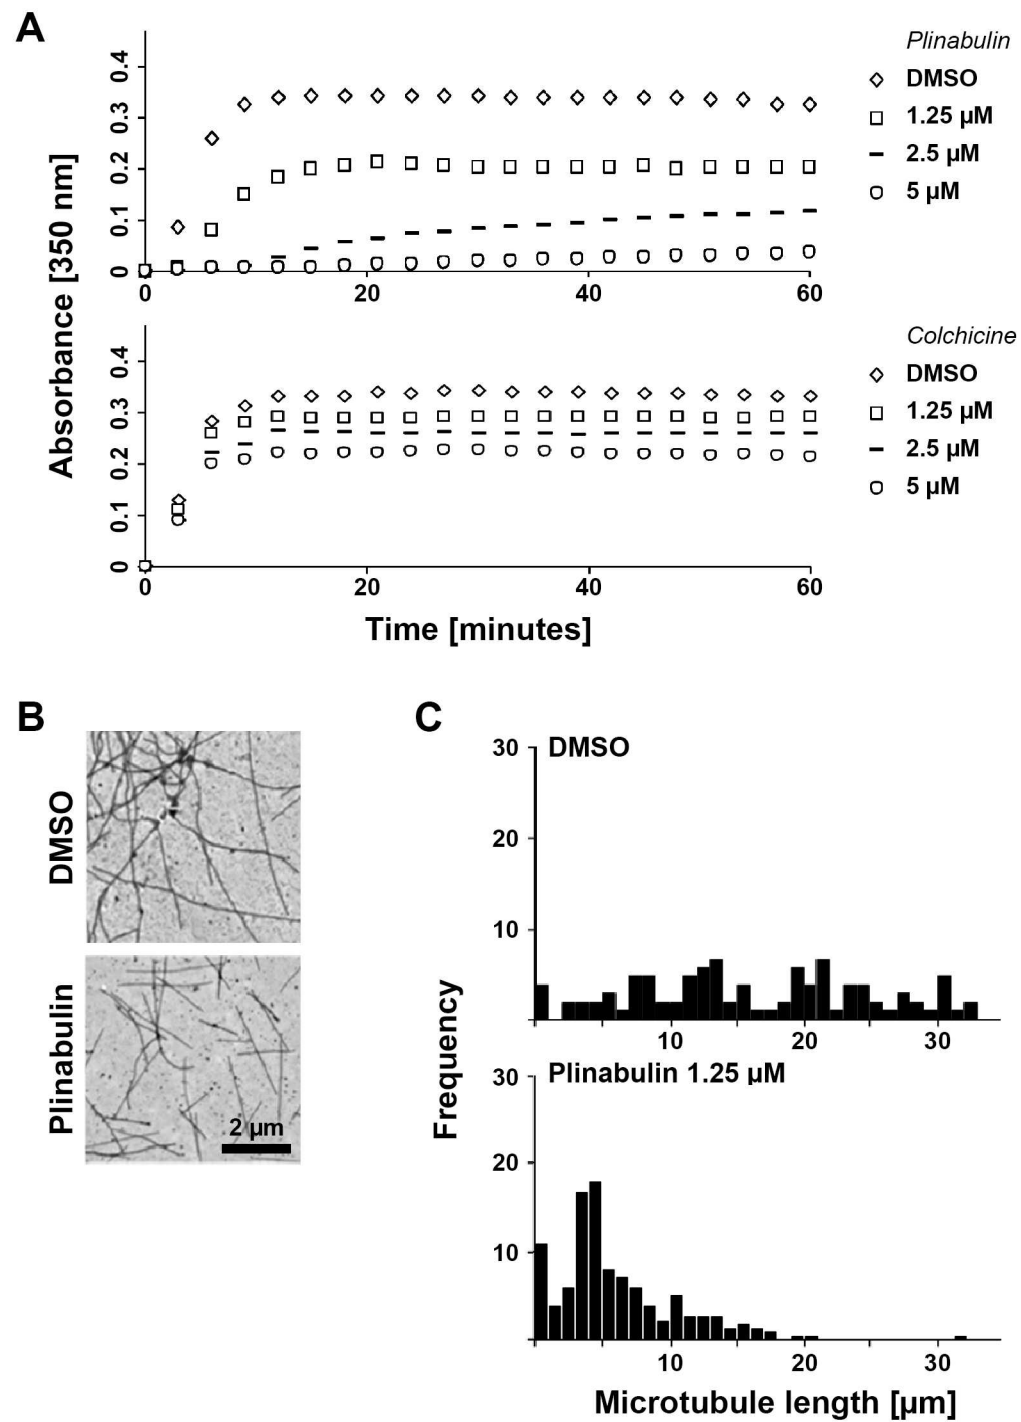 A
Absorbance [350 nm]
0.4
0.3
0.2
0.1
0
0
20
40
60
Plinabulin
DMSO
1.25 µM
2.5 µM
5 µM
0.4
0.3
0.2
0.1
0
0
20
40
60
Colchicine
DMSO
1.25 µM
2.5 µM
5 µM
Time [minutes]
B
DMSO
Plinabulin
2 µm
C
Frequency
30
20
10
DMSO
10
20
30
30
20
10
Plinabulin 1.25 µM
10
20
30
Microtubule length [µm]